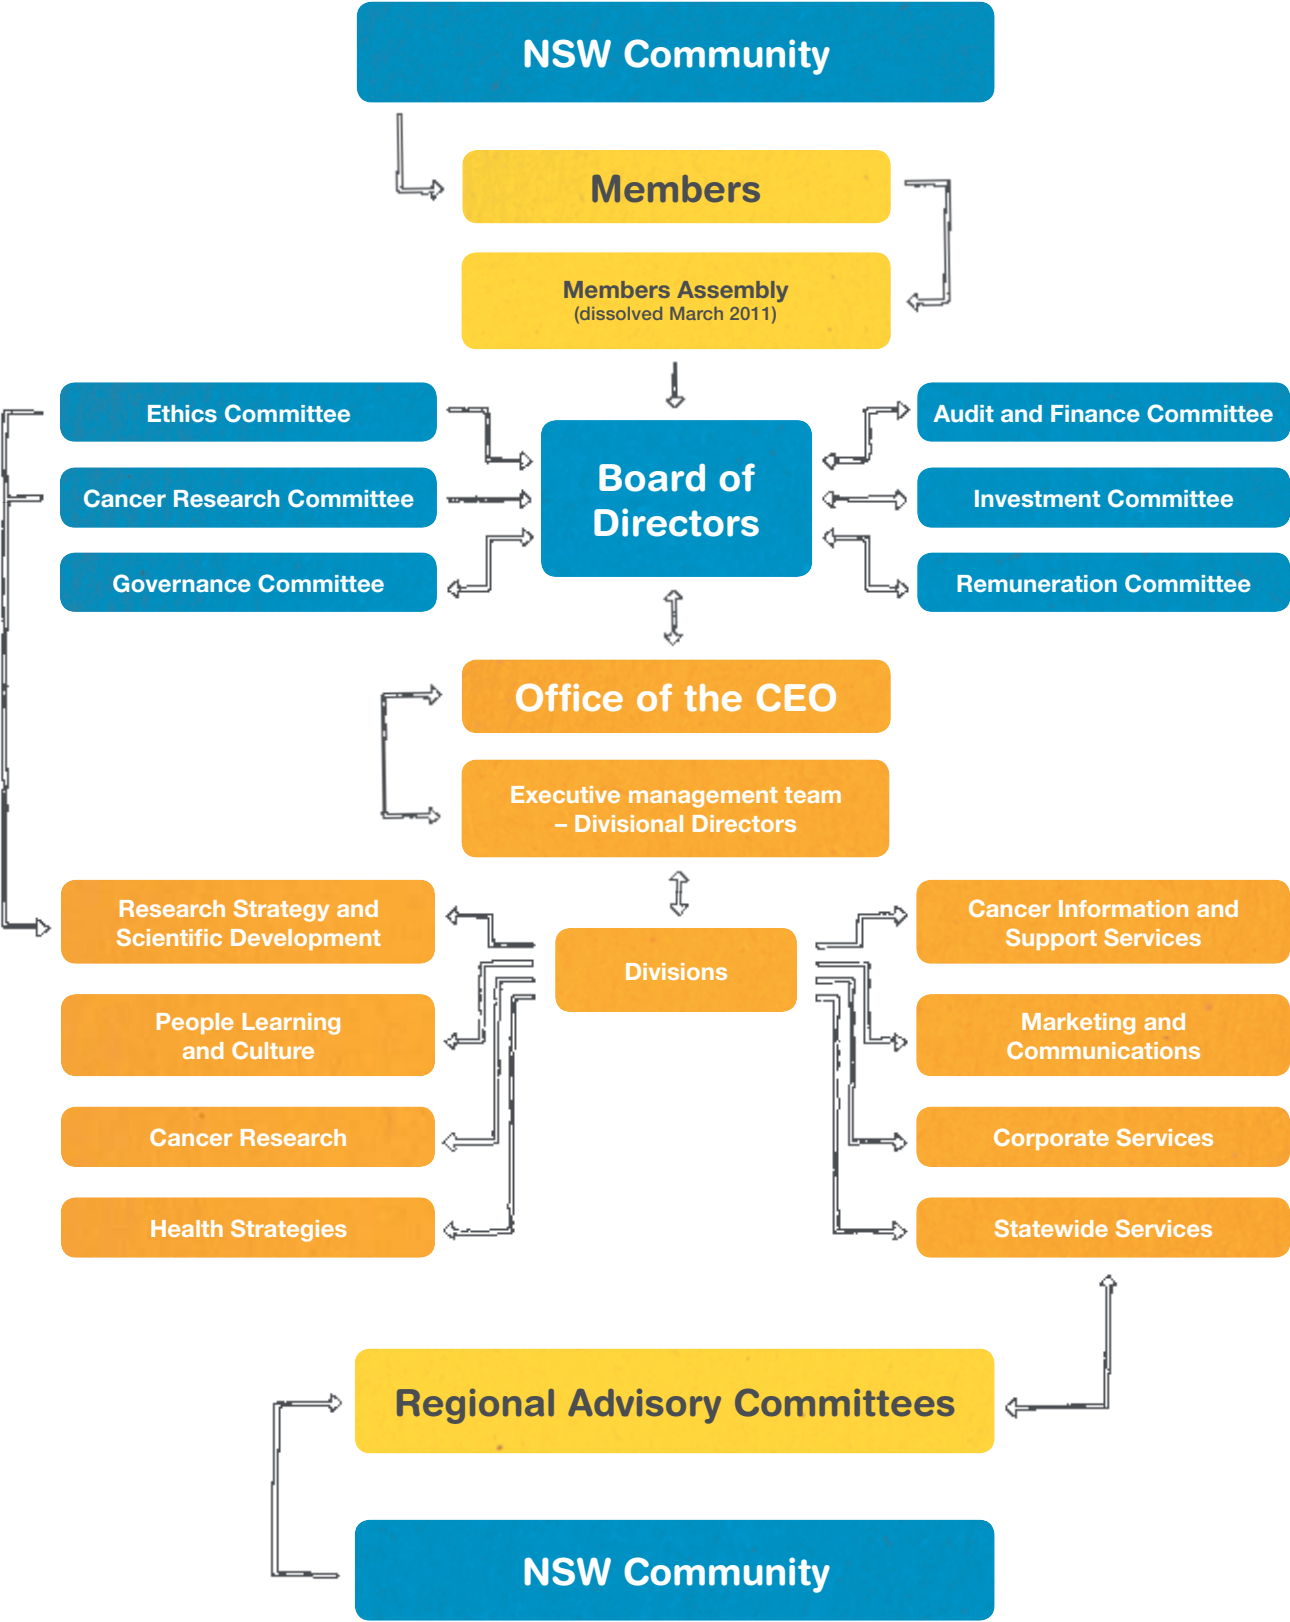 NSW Community
Members
Members Assembly
(dissolved March 2011)
Ethics Committee
Cancer Research Committee
Governance Committee
Board of
Directors
Audit and Finance Committee
Investment Committee
Remuneration Committee
Office of the CEO
Executive management team
– Divisional Directors
Research Strategy and
Scientific Development
People Learning
and Culture
Cancer Research
Health Strategies
Divisions
Cancer Information and
Support Services
Marketing and
Communications
Corporate Services
Statewide Services
Regional Advisory Committees
NSW Community